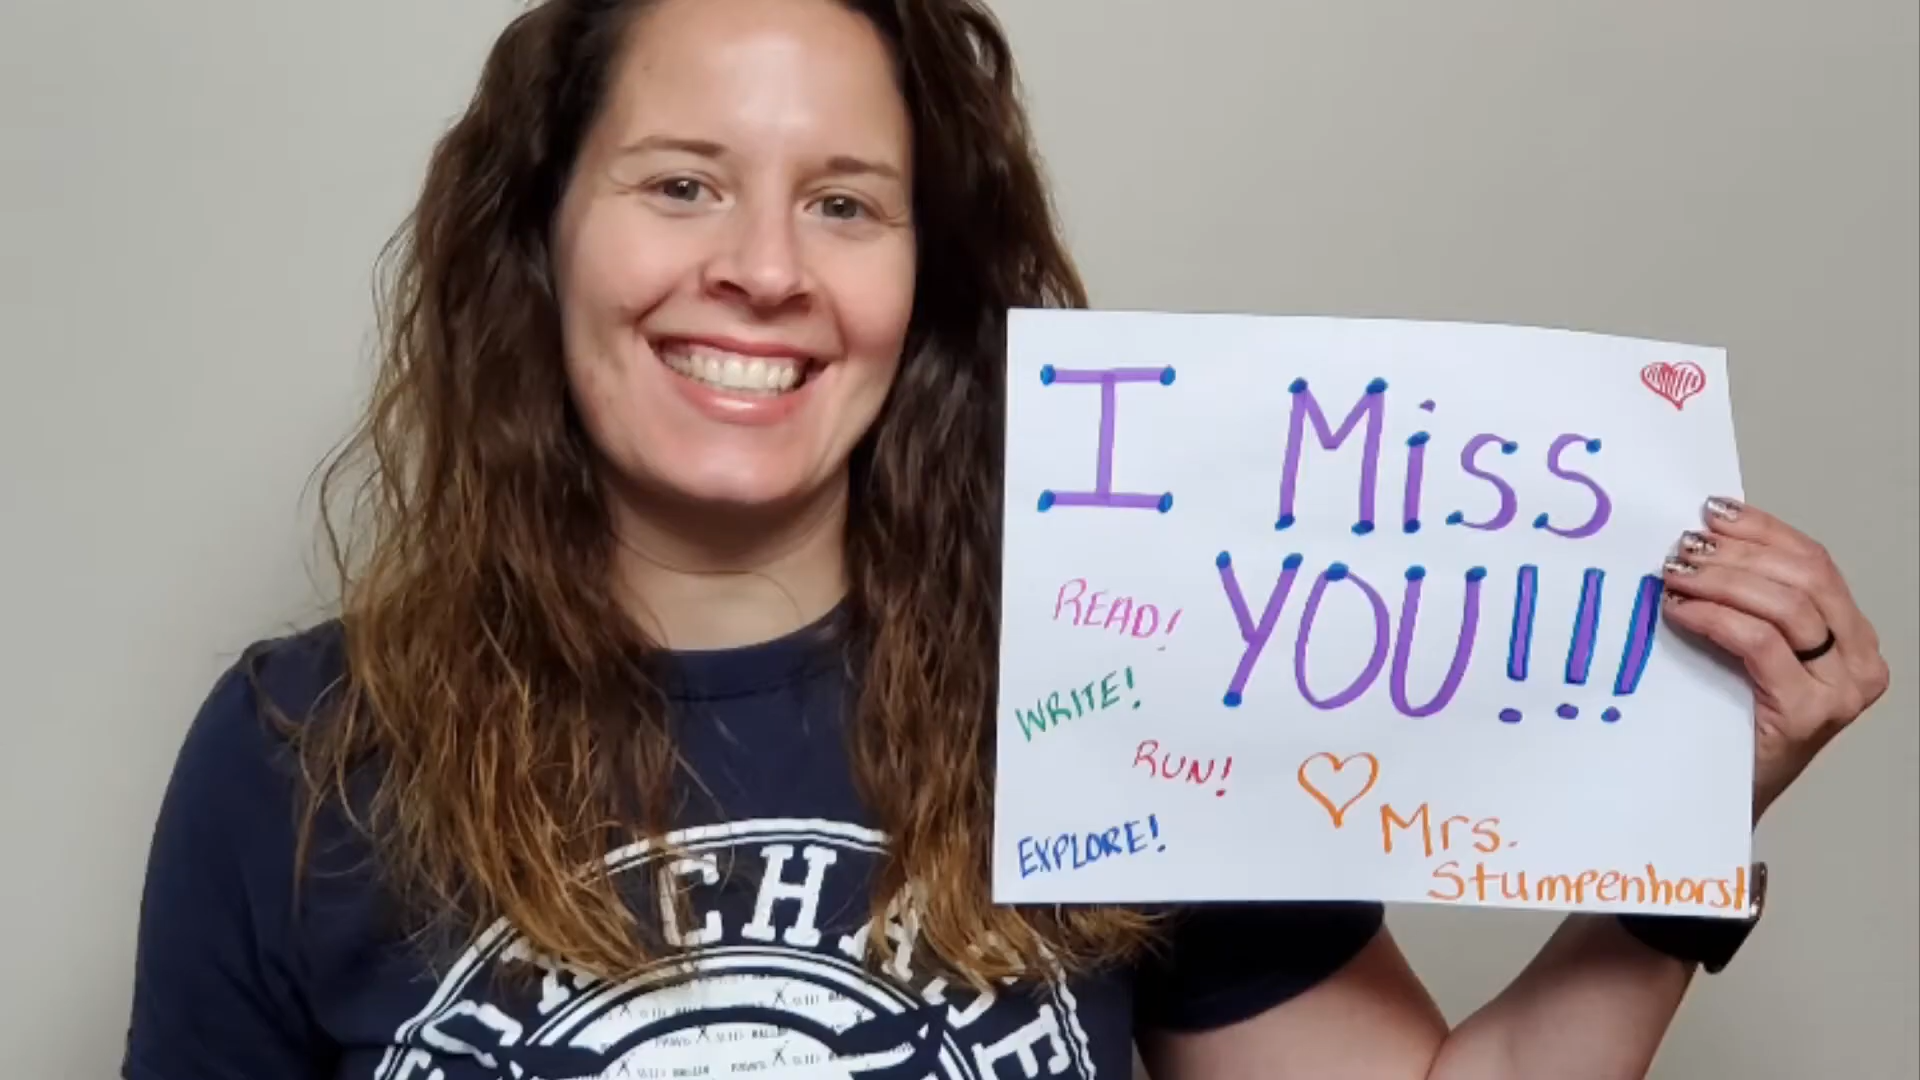 I Miss
YOU!!!
READ!
WRITE!
RUN!
EXPLORE!
Mrs.
Stumpenhorst